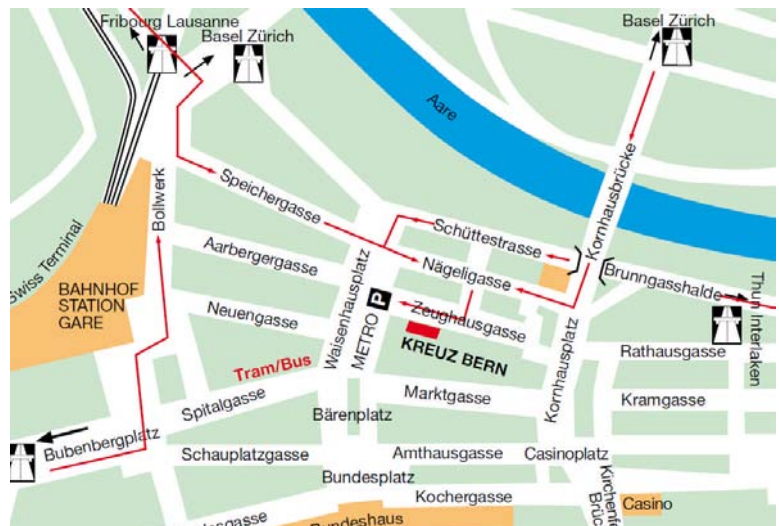 Fribourg Lausanne
Basel Zürich
Basel Zürich
Aare
Swiss Terminal
Bollwerk
Speichergasse
Schüttestrasse
Kornhausbrücke
Aarbergergasse
Waisenhausplatz
Nägeligasse
Brunngasshalde
BAHNHOF
STATION
GARE
Neuengasse
METRO
P
Zeughausgasse
KREUZ BERN
Kornhausplatz
Thun Interlaken
Rathausgasse
Tram/Bus
Spitalgasse
Marktgasse
Kramgasse
Bärenplatz
Bubenbergplatz
Schauplatzgasse
Amthausgasse
Casinoplatz
Bundesplatz
Kochergasse
Casino
Bundeshaus